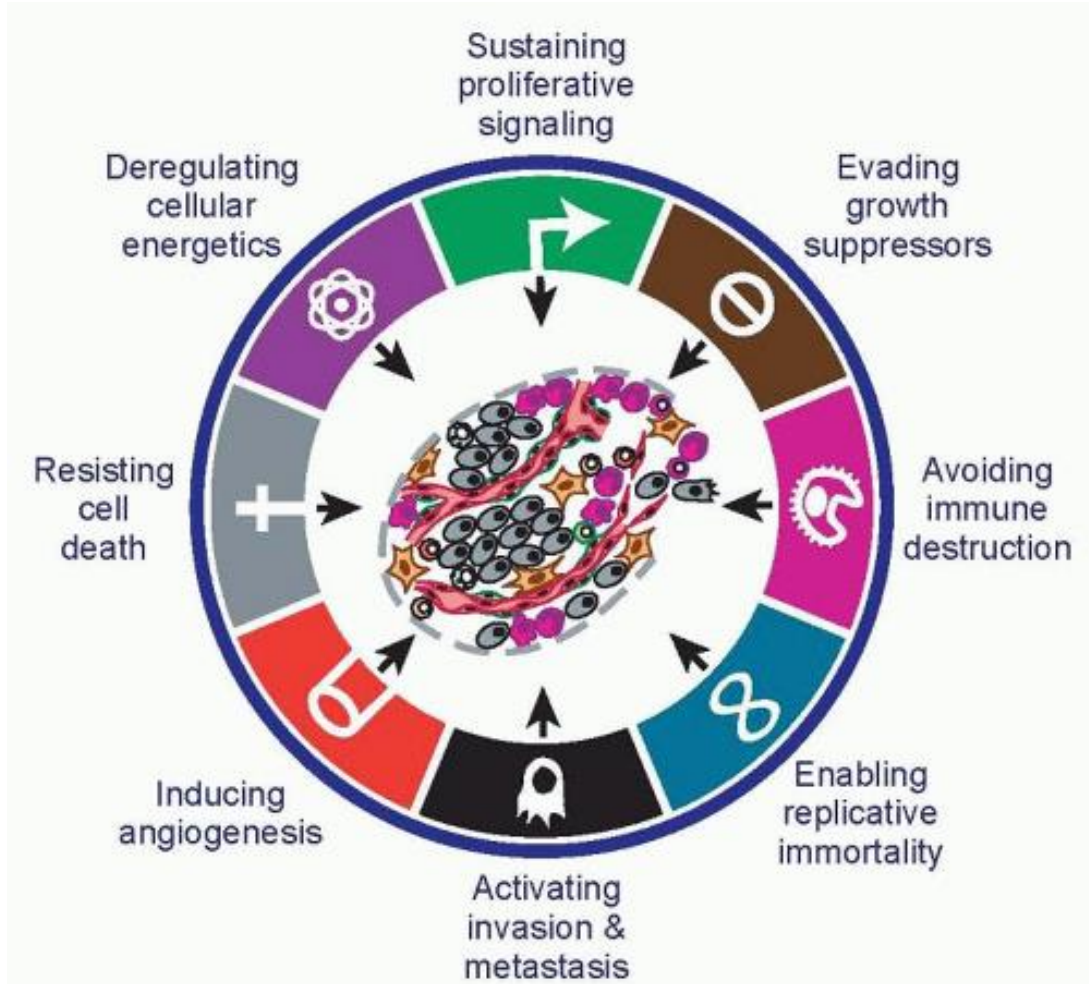 Sustaining
proliferative
signaling
Deregulating
cellular
energetics
Evading
growth
suppressors
Resisting
cell
death
Avoiding
immune
destruction
Inducing
angiogenesis
Enabling
replicative
immortality
Activating
invasion &
metastasis